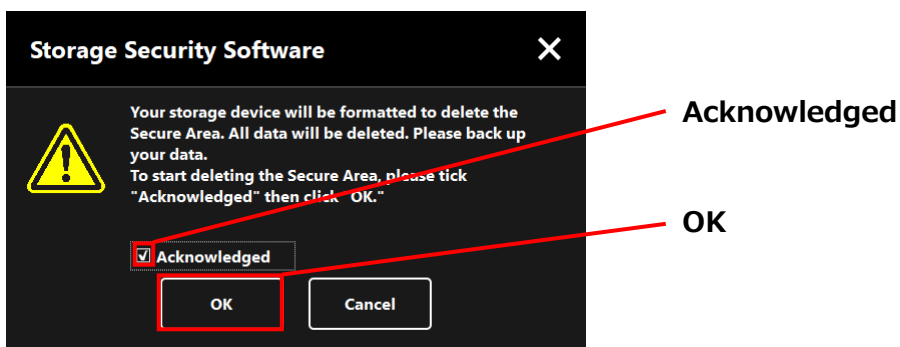 Storage Security Software
Your storage device will be formatted to delete the
Secure Area. All data will be deleted. Please back up
your data.
To start deleting the Secure Area, please tick
"Acknowledged" then click "OK."
Acknowledged
OK Cancel
Acknowledged
OK